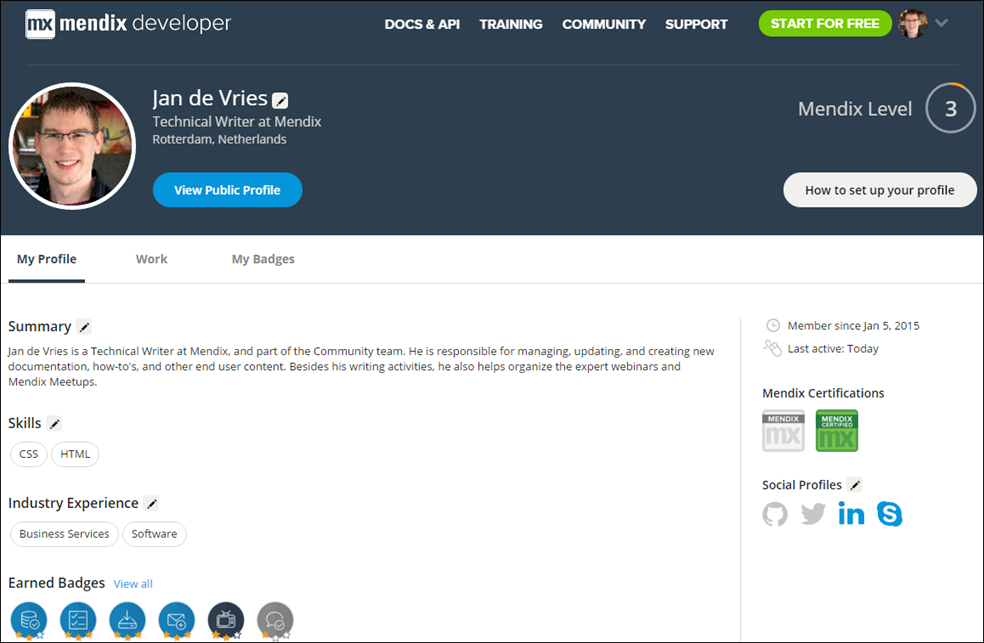 mx mendix developer
DOCS & API TRAINING COMMUNITY SUPPORT START FOR FREE
Jan de Vries
Technical Writer at Mendix
Rotterdam, Netherlands
Mendix Level 3
View Public Profile
How to set up your profile
My Profile Work My Badges
Summary
Jan de Vries is a Technical Writer at Mendix, and part of the Community team. He is responsible for managing, updating, and creating new
documentation, how-to's, and other end user content. Besides his writing activities, he also helps organize the expert webinars and
Mendix Meetups.
Skills
CSS HTML
Industry Experience
Business Services Software
Earned Badges View all
Member since Jan 5, 2015
Last active: Today
Mendix Certifications
MENDIX
mx
MENDIX
CERTIFIED
mx
Social Profiles
in
S